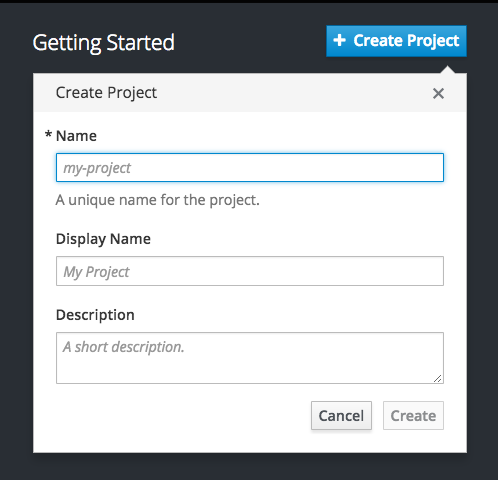 Getting Started
+ Create Project
Create Project
* Name
my-project
A unique name for the project.
Display Name
My Project
Description
A short description.
Cancel Create